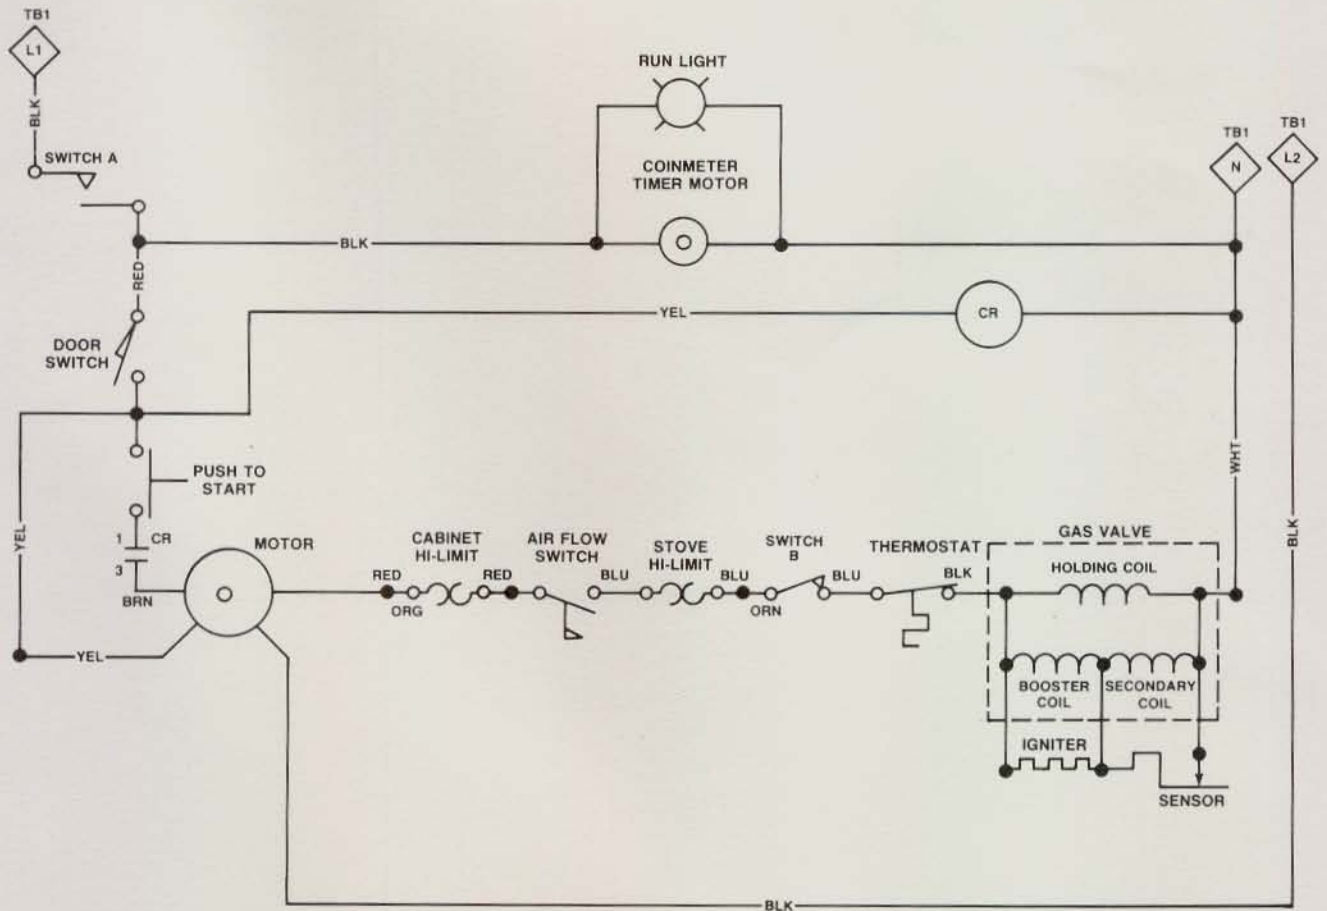 TB1
L1
BLK
SWITCH A
RUN LIGHT
COINMETER
TIMER MOTOR
TB1
N
TB1
L2
BLK
RED
YEL
CR
DOOR
SWITCH
PUSH TO
START
WHT
BLK
YEL
1
CR
3
BRN
MOTOR
CABINET
HI-LIMIT
AIR FLOW
SWITCH
STOVE
HI-LIMIT
SWITCH
B
THERMOSTAT
GAS VALVE
HOLDING COIL
RED
ORG
RED
BLU
BLU
ORN
BLU
BLK
YEL
BOOSTER
COIL
SECONDARY
COIL
IGNITER
SENSOR
BLK